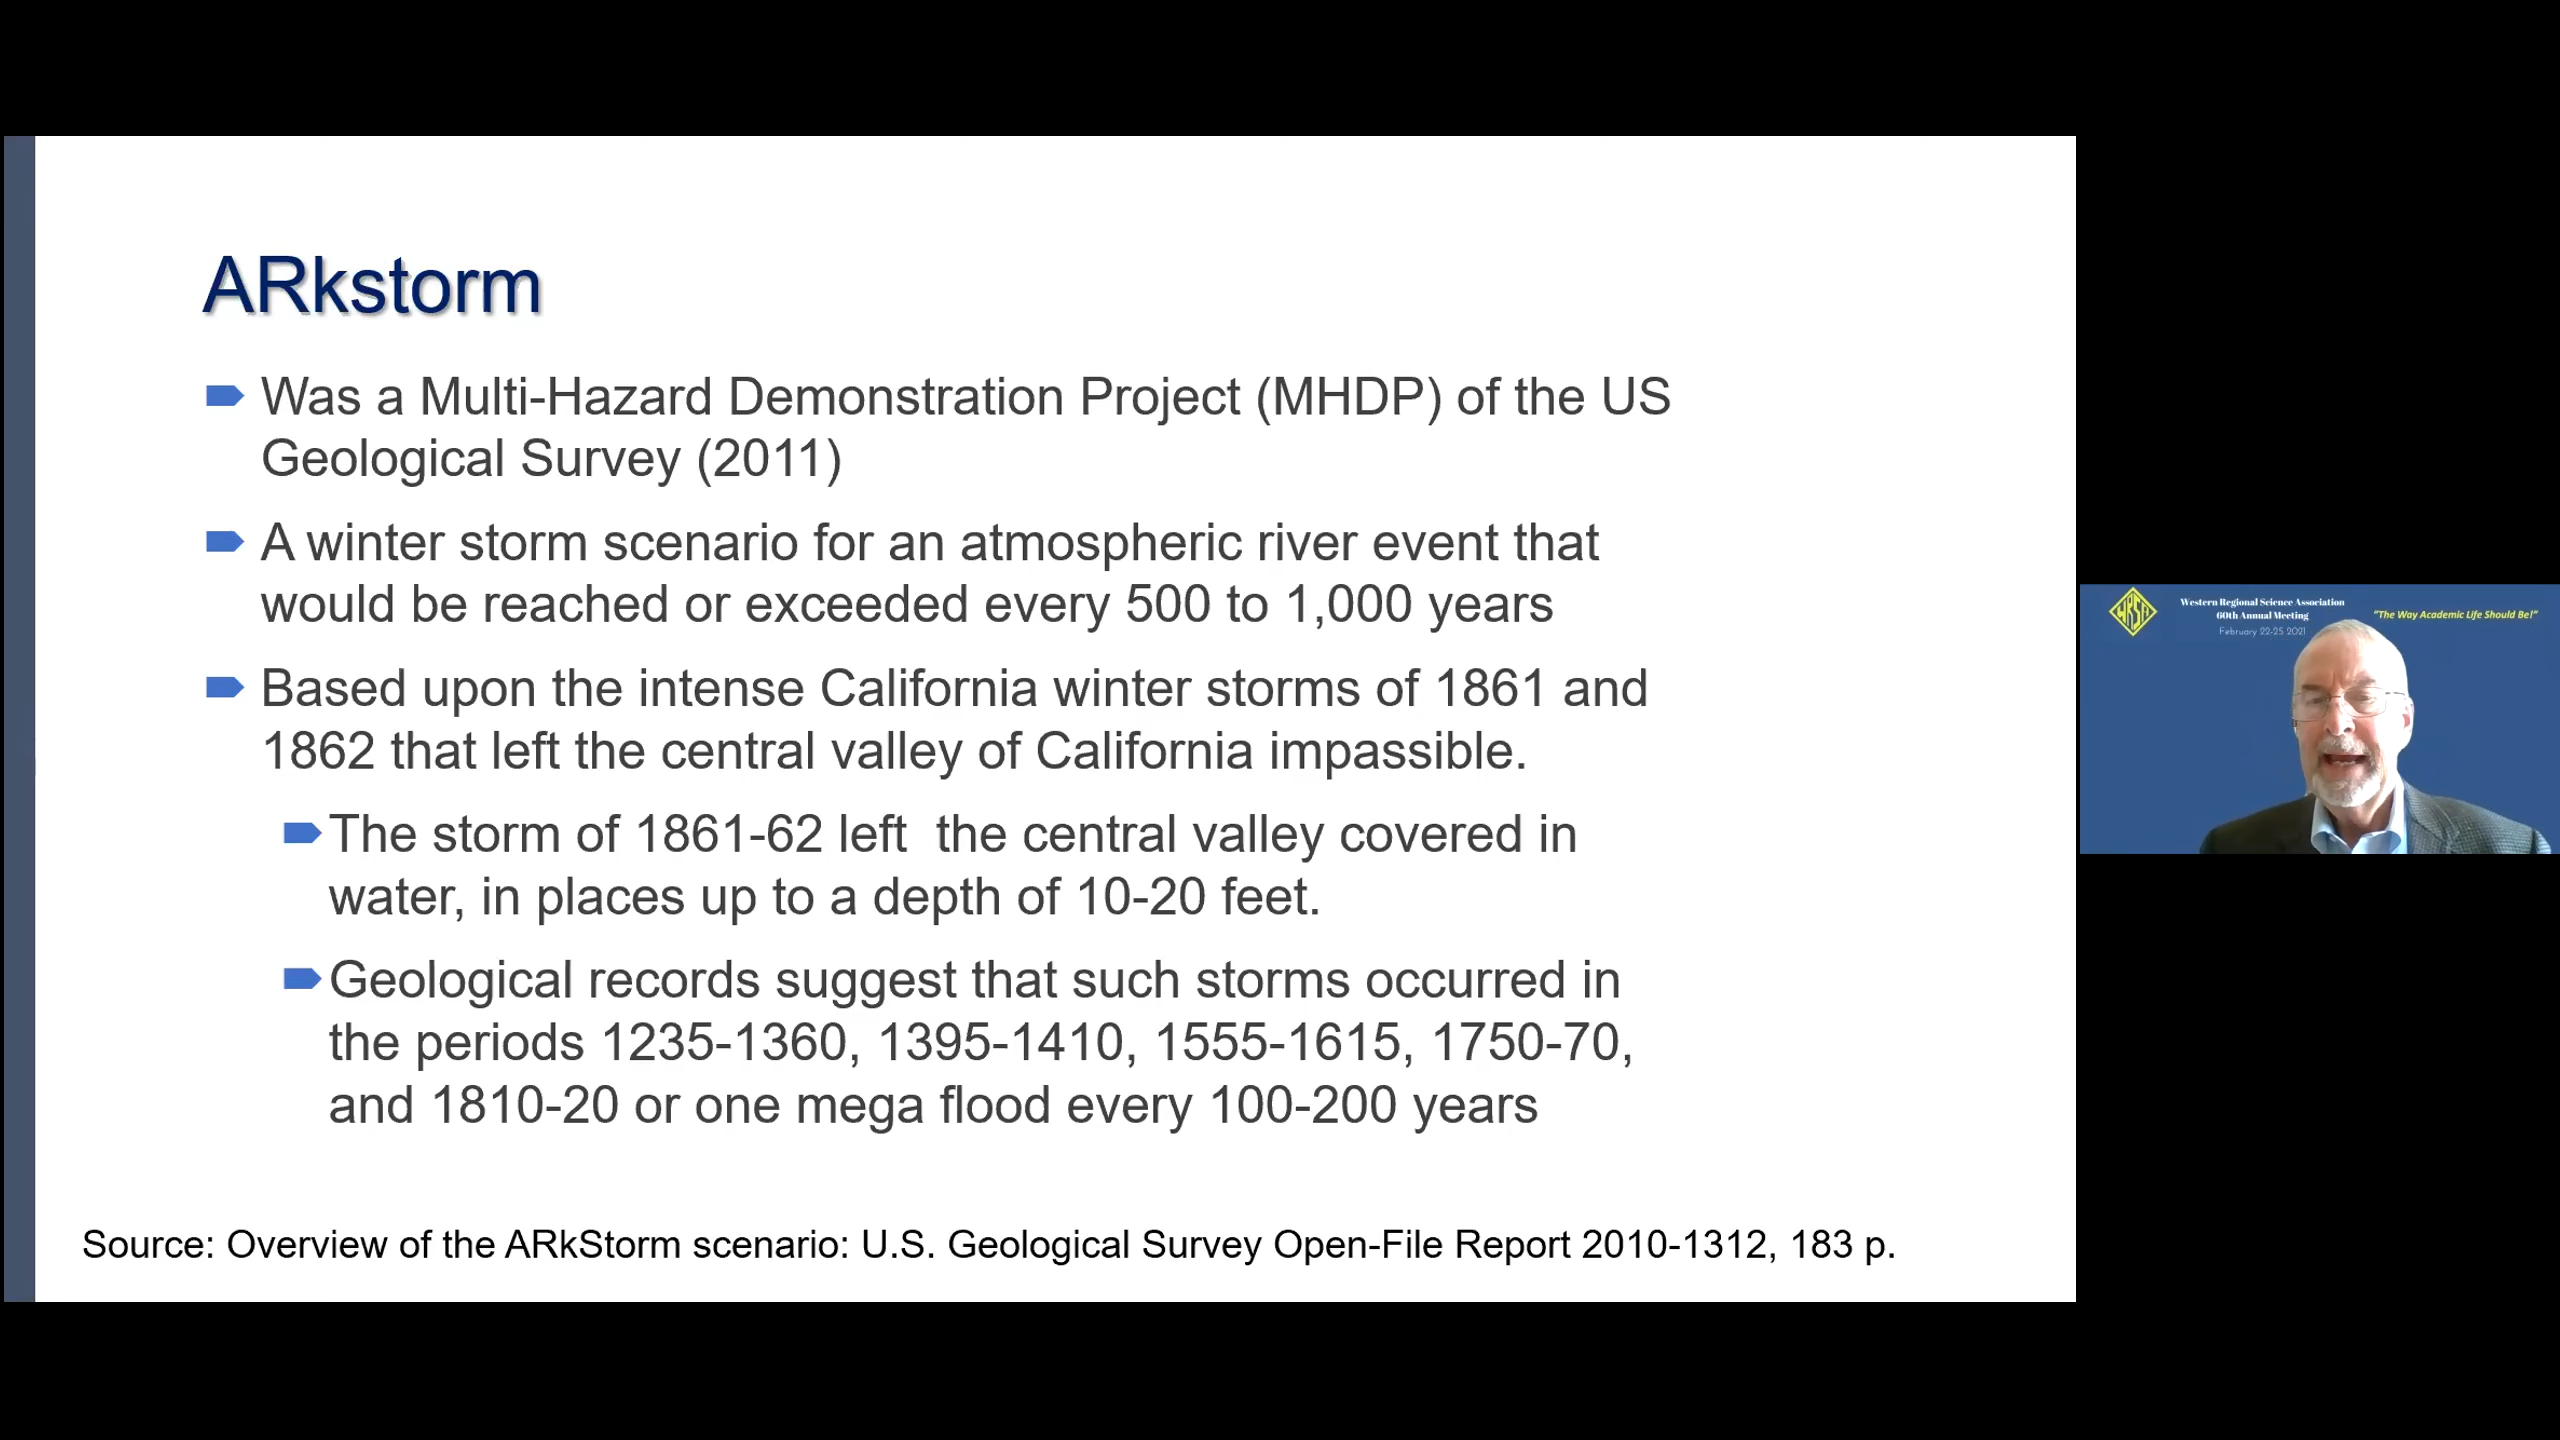 ARkstorm
Was a Multi-Hazard Demonstration Project (MHDP) of the US
Geological Survey (2011)
A winter storm scenario for an atmospheric river event that
would be reached or exceeded every 500 to 1,000 years
Based upon the intense California winter storms of 1861 and
1862 that left the central valley of California impassible.
The storm of 1861-62 left  the central valley covered in
water, in places up to a depth of 10-20 feet.
Geological records suggest that such storms occurred in
the periods 1235-1360, 1395-1410, 1555-1615, 1750-70,
and 1810-20 or one mega flood every 100-200 years
Source: Overview of the ARkStorm scenario: U.S. Geological Survey Open-File Report 2010-1312, 183 p.
WRSA
Western Regional Science Association
60th Annual Meeting
February 22-25 2021
"The Way Academic Life Should Be!"